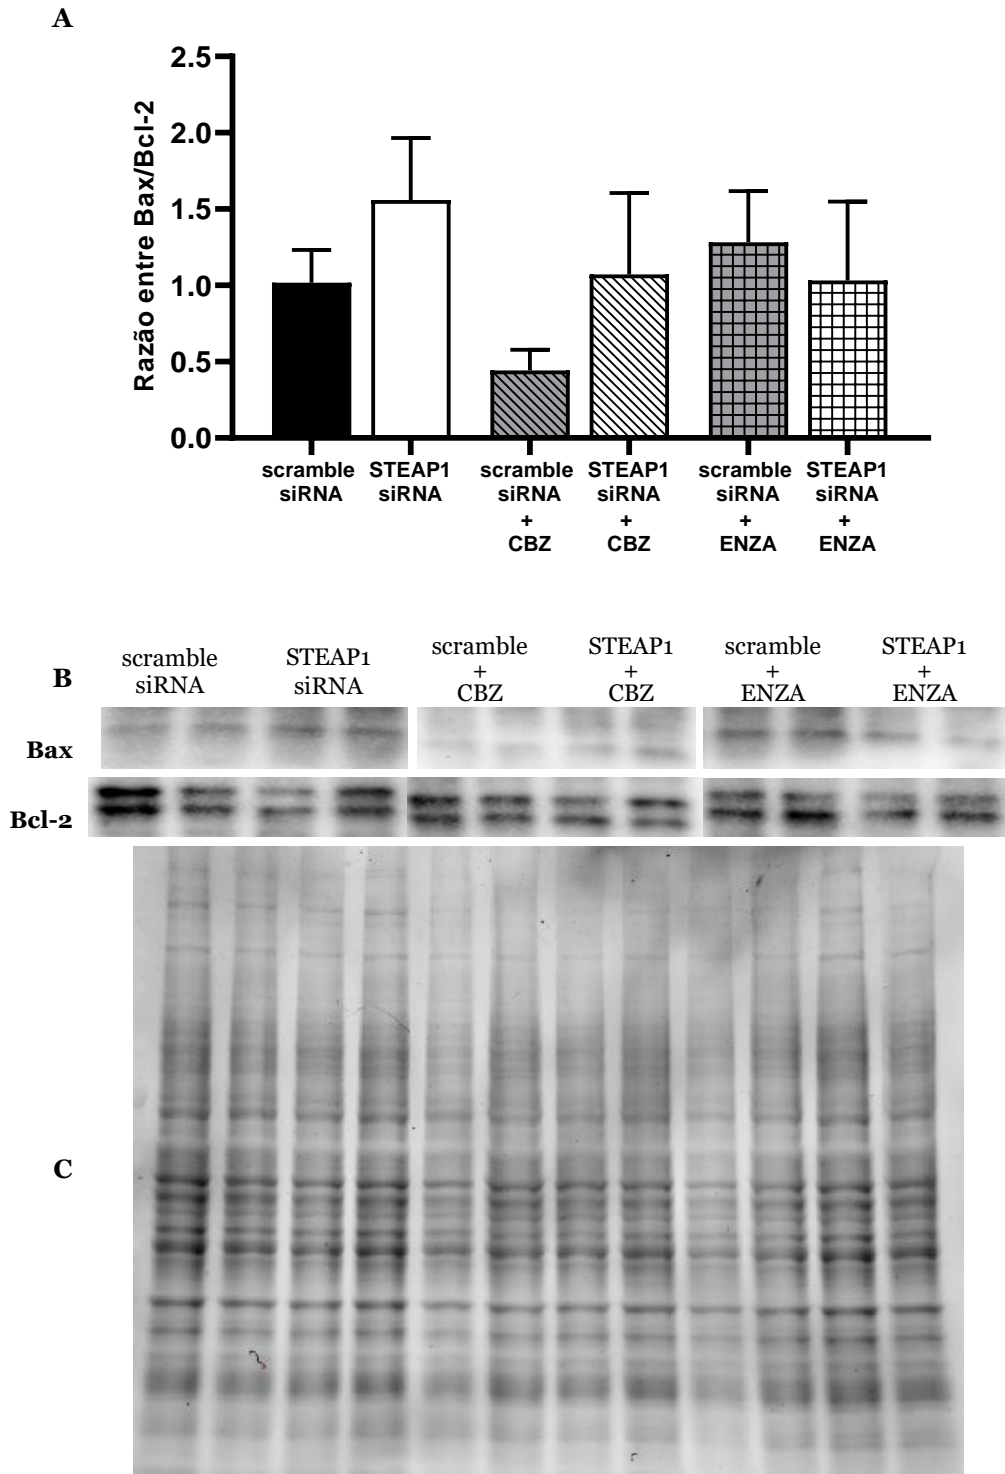 A
Razão entre Bax/Bcl-2
2.5
2.0
1.5
1.0
0.5
0.0
scramble
siRNA
STEAP1
siRNA
scramble
siRNA
+
CBZ
STEAP1
siRNA
+
CBZ
scramble
siRNA
+
ENZA
STEAP1
siRNA
+
ENZA
B
scramble
siRNA
STEAP1
siRNA
scramble
+
CBZ
STEAP1
+
CBZ
scramble
+
ENZA
STEAP1
+
ENZA
Bax
Bcl-2
C